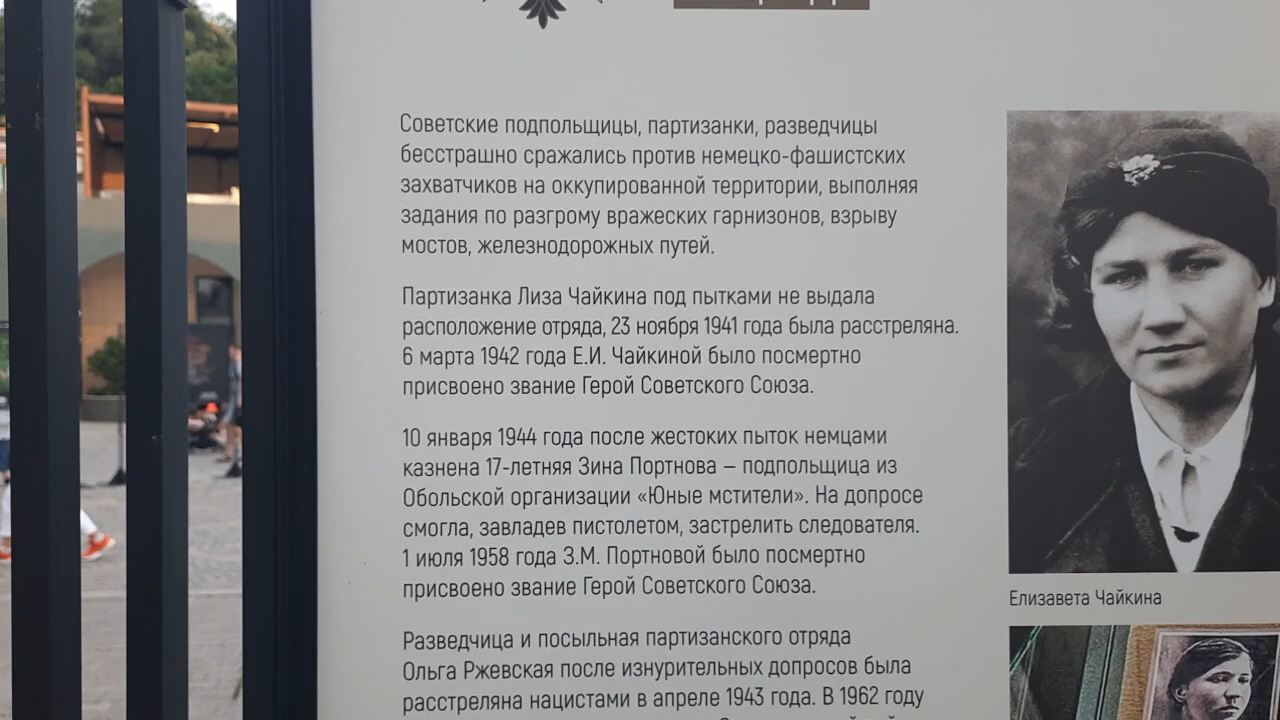 Советские подпольщицы, партизанки, разведчицы
бесстрашно сражались против немецко-фашистских
захватчиков на оккупированной территории, выполняя
задания по разгрому вражеских гарнизонов, взрыву
мостов, железнодорожных путей.
Партизанка Лиза Чайкина под пытками не выдала
расположение отряда, 23 ноября 1941 года была расстреляна.
6 марта 1942 года Е.И. Чайкиной было посмертно
присвоено звание Герой Советского Союза.
10 января 1944 года после жестоких пыток немцами
казнена 17-летняя Зина Портнова – подпольщица из
Обольской организации «Юные мстители». На допросе
смогла, завладев пистолетом, застрелить следователя.
1 июля 1958 года З.М. Портновой было посмертно
присвоено звание Герой Советского Союза.
Разведчица и посыльная партизанского отряда
Ольга Ржевская после изнурительных допросов была
расстреляна нацистами в апреле 1943 года. В 1962 году
Елизавета Чайкина